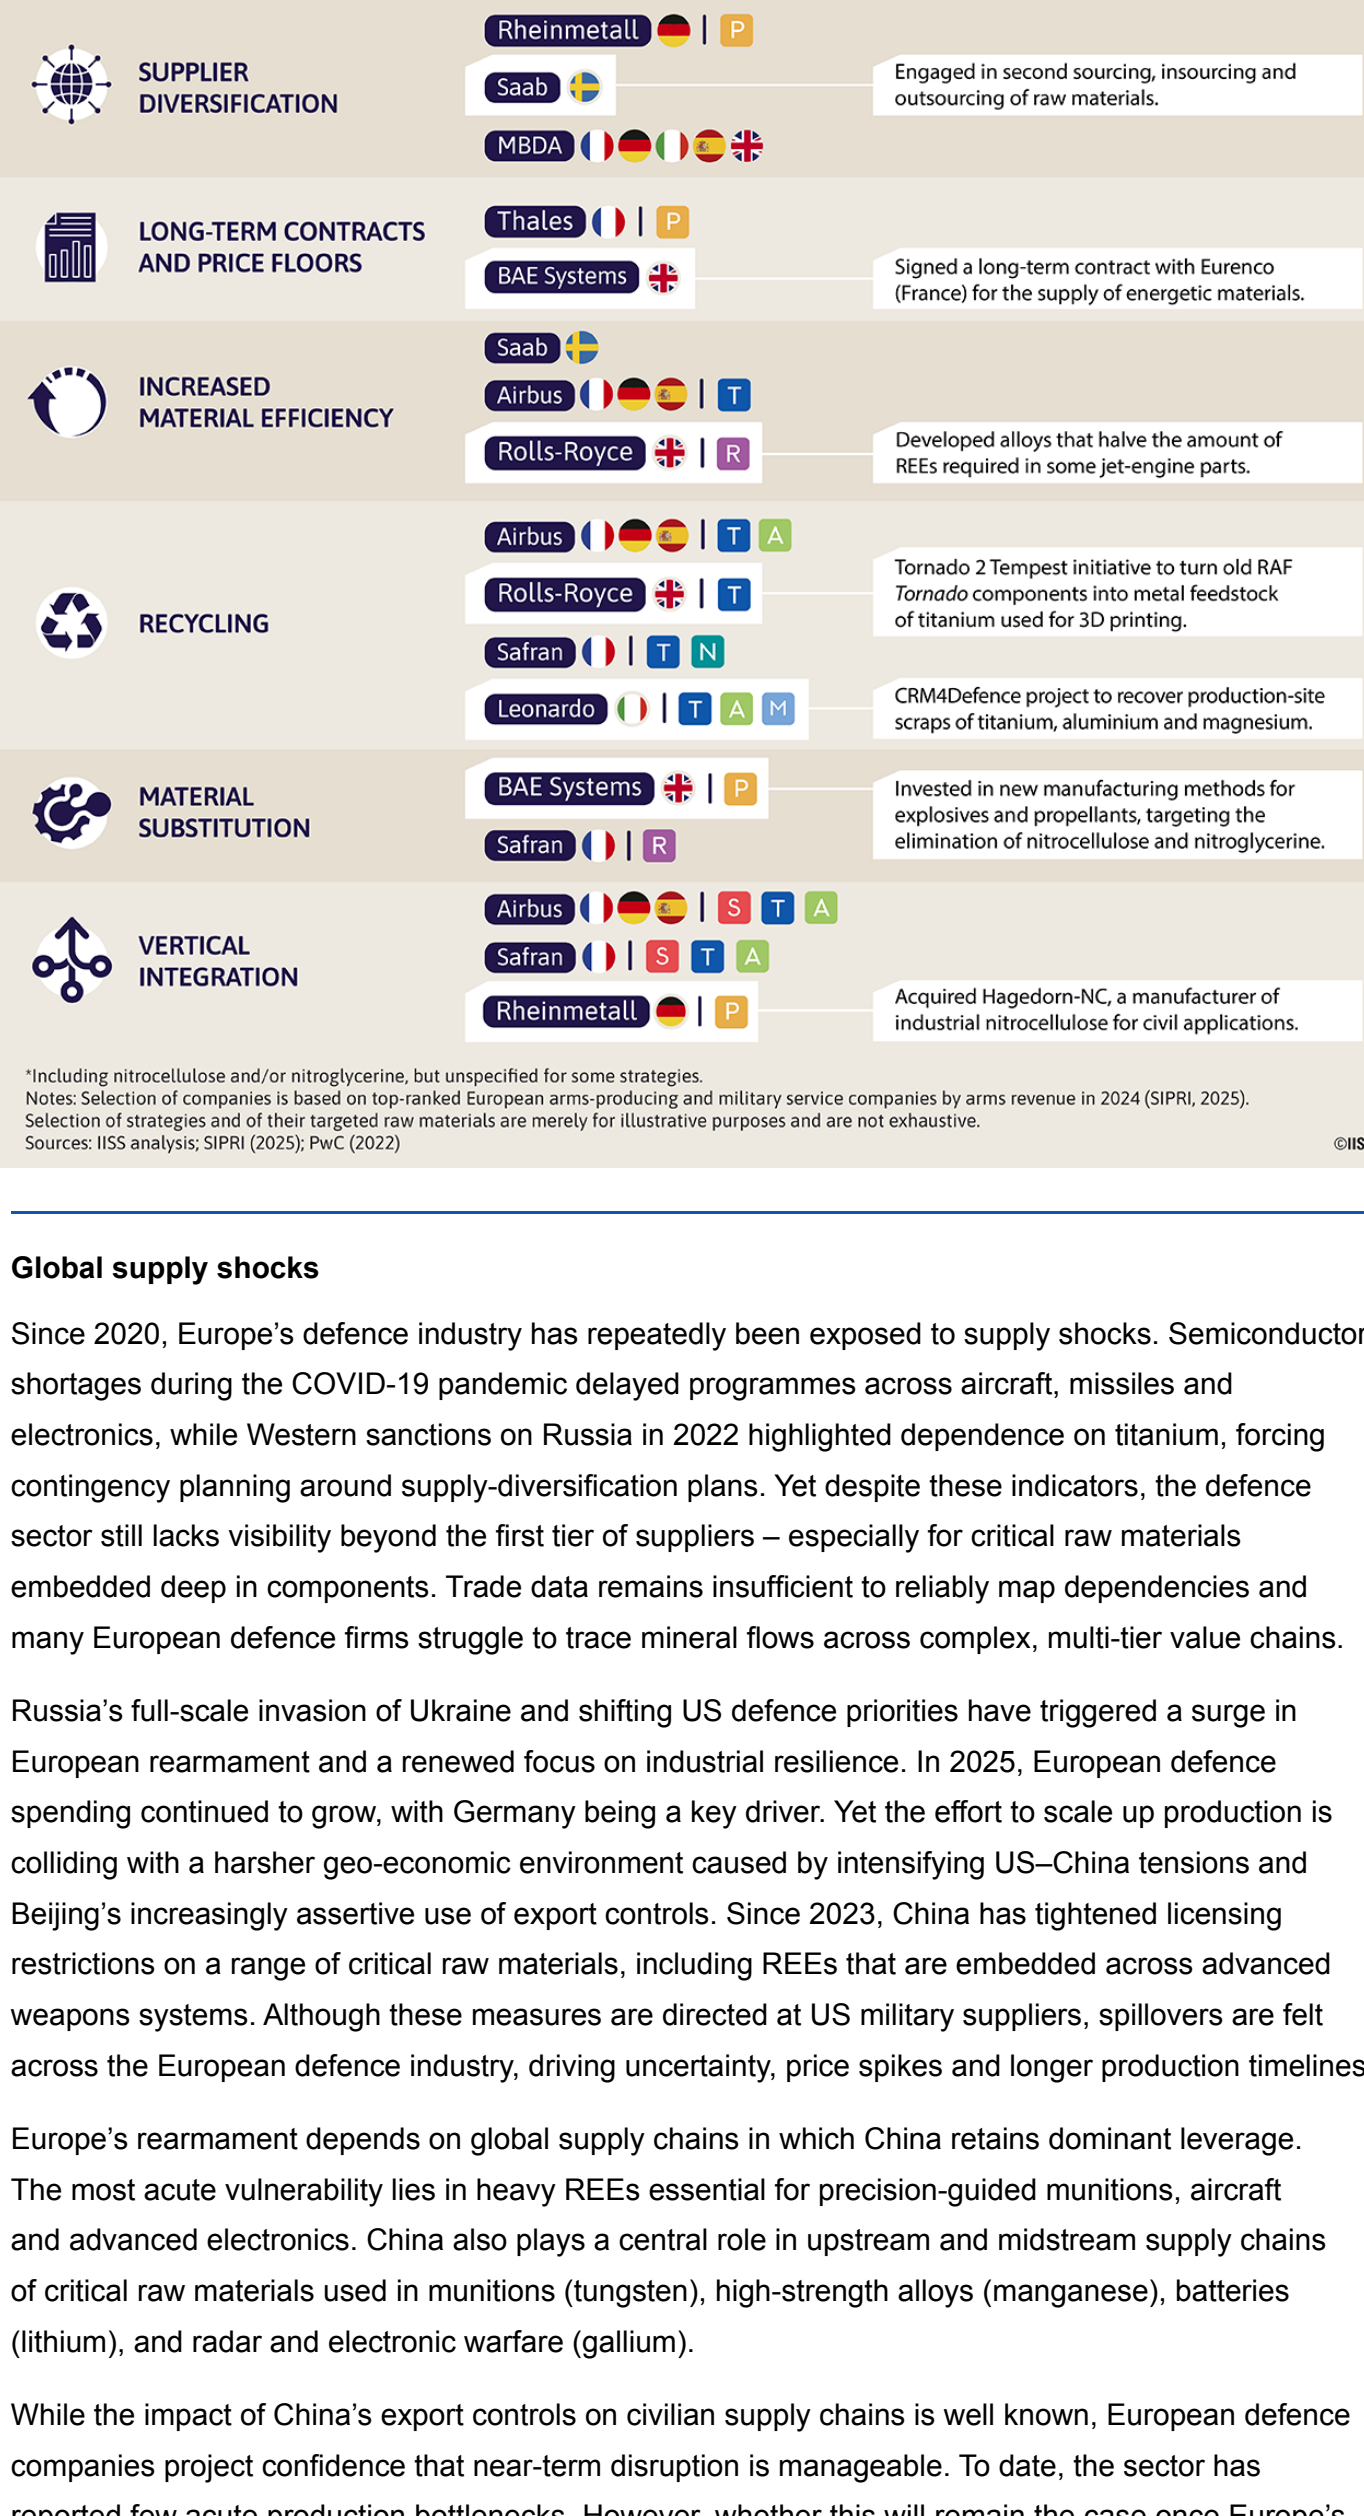 Rheinmetall | P
SUPPLIER
DIVERSIFICATION
Saab
Engaged in second sourcing, insourcing and
outsourcing of raw materials.
MBDA
LONG-TERM CONTRACTS
AND PRICE FLOORS
Thales | P
BAE Systems
Signed a long-term contract with Eurenco
(France) for the supply of energetic materials.
INCREASED
MATERIAL EFFICIENCY
Saab
Airbus | T
Rolls-Royce | R
Developed alloys that halve the amount of
REEs required in some jet-engine parts.
RECYCLING
Airbus | T A
Rolls-Royce | T
Tornado 2 Tempest initiative to turn old RAF
Tornado components into metal feedstock
of titanium used for 3D printing.
Safran | T N
Leonardo | T A M
CRM4Defence project to recover production-site
scraps of titanium, aluminium and magnesium.
MATERIAL
SUBSTITUTION
BAE Systems | P
Invested in new manufacturing methods for
explosives and propellants, targeting the
elimination of nitrocellulose and nitroglycerine.
Safran | R
VERTICAL
INTEGRATION
Airbus | S T A
Safran | S T A
Rheinmetall | P
Acquired Hagedorn-NC, a manufacturer of
industrial nitrocellulose for civil applications.
*Including nitrocellulose and/or nitroglycerine, but unspecified for some strategies.
Notes: Selection of companies is based on top-ranked European arms-producing and military service companies by arms revenue in 2024 (SIPRI, 2025).
Selection of strategies and of their targeted raw materials are merely for illustrative purposes and are not exhaustive.
Sources: IISS analysis; SIPRI (2025); PwC (2022)
©IIS
Global supply shocks
Since 2020, Europe’s defence industry has repeatedly been exposed to supply shocks. Semiconductor
shortages during the COVID-19 pandemic delayed programmes across aircraft, missiles and
electronics, while Western sanctions on Russia in 2022 highlighted dependence on titanium, forcing
contingency planning around supply-diversification plans. Yet despite these indicators, the defence
sector still lacks visibility beyond the first tier of suppliers – especially for critical raw materials
embedded deep in components. Trade data remains insufficient to reliably map dependencies and
many European defence firms struggle to trace mineral flows across complex, multi-tier value chains.
Russia’s full-scale invasion of Ukraine and shifting US defence priorities have triggered a surge in
European rearmament and a renewed focus on industrial resilience. In 2025, European defence
spending continued to grow, with Germany being a key driver. Yet the effort to scale up production is
colliding with a harsher geo-economic environment caused by intensifying US–China tensions and
Beijing’s increasingly assertive use of export controls. Since 2023, China has tightened licensing
restrictions on a range of critical raw materials, including REEs that are embedded across advanced
weapons systems. Although these measures are directed at US military suppliers, spillovers are felt
across the European defence industry, driving uncertainty, price spikes and longer production timelines
Europe’s rearmament depends on global supply chains in which China retains dominant leverage.
The most acute vulnerability lies in heavy REEs essential for precision-guided munitions, aircraft
and advanced electronics. China also plays a central role in upstream and midstream supply chains
of critical raw materials used in munitions (tungsten), high-strength alloys (manganese), batteries
(lithium), and radar and electronic warfare (gallium).
While the impact of China’s export controls on civilian supply chains is well known, European defence
companies project confidence that near-term disruption is manageable. To date, the sector has
reported few acute production bottlenecks. However, whether this will remain the case once Europe’s